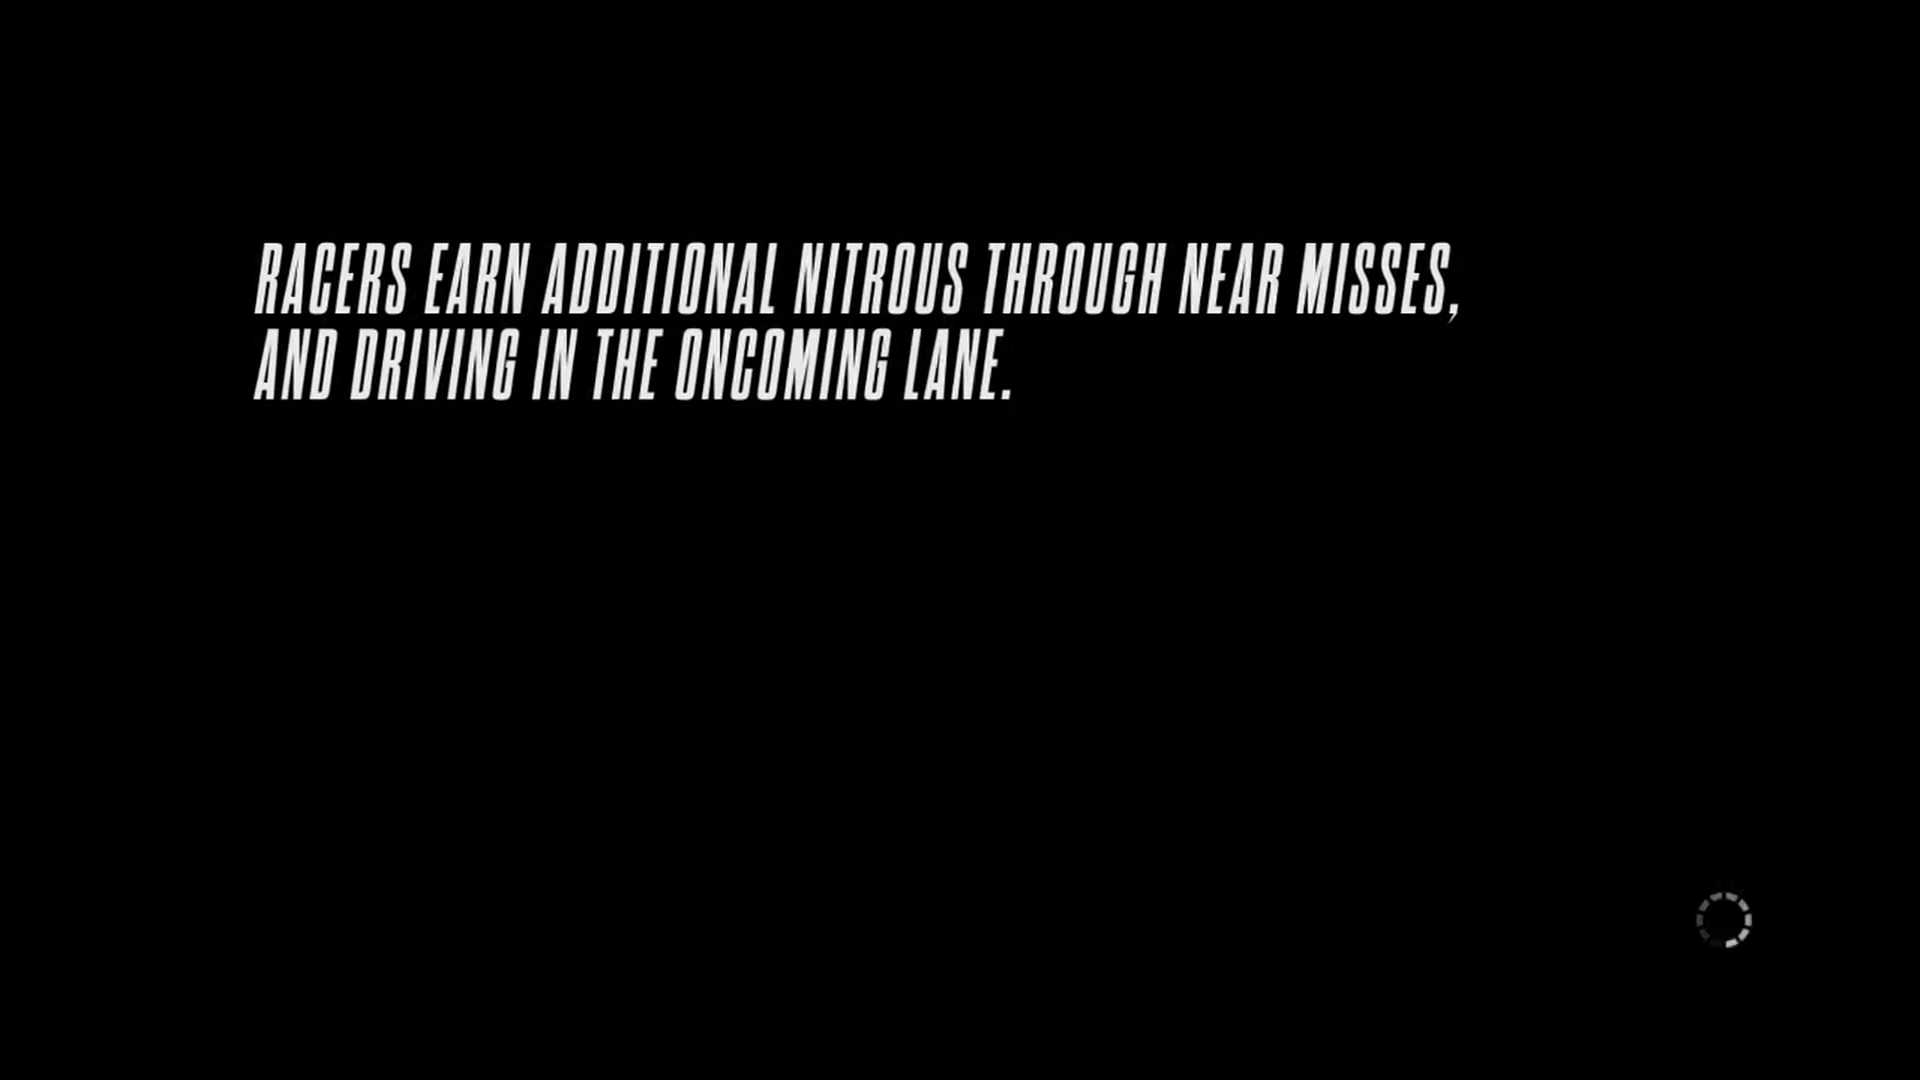 RACERS EARN ADDITIONAL NITROUS THROUGH NEAR MISSES,
AND DRIVING IN THE ONCOMING LANE.